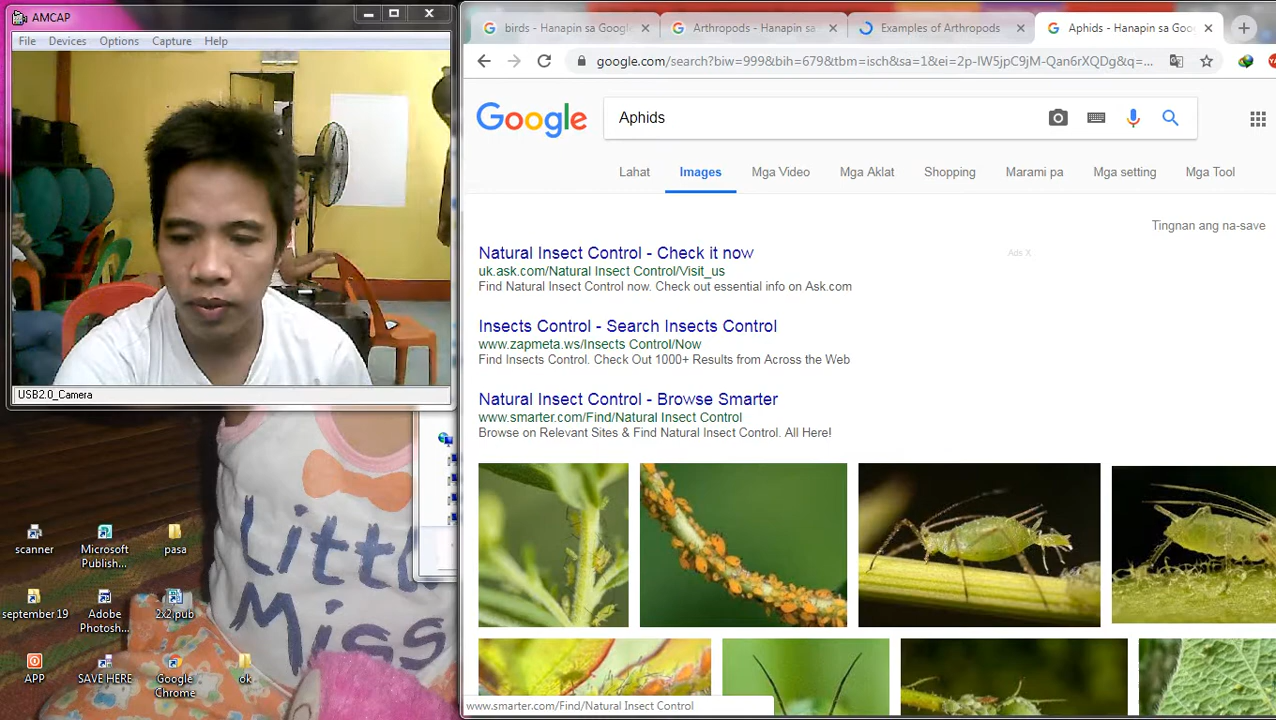 AMCAP
File Devices Options Capture Help
USB2.0_Camera
Little
Miss
scanner
Microsoft Publish...
pasa
september 19
Adobe Photosh...
2x2.pub
APP
SAVE HERE
Google Chrome
ok
birds - Hanapin sa Googl
Arthropods - Hanapin sa
Examples of Arthropods
Aphids - Hanapin sa Goo
google.com/search?biw=999&bih=679&tbm=isch&sa=1&ei=2p-iW5jpC9jM-Qan6rXQDg&q=...
Google
Aphids
Lahat Images Mga Video Mga Aklat Shopping Marami pa Mga setting Mga Tool
Tingnan ang na-save
Natural Insect Control - Check it now
Ads X
uk.ask.com/Natural Insect Control/Visit_us
Find Natural Insect Control now. Check out essential info on Ask.com
Insects Control - Search Insects Control
www.zapmeta.ws/Insects Control/Now
Find Insects Control. Check Out 1000+ Results from Across the Web
Natural Insect Control - Browse Smarter
www.smarter.com/Find/Natural Insect Control
Browse on Relevant Sites & Find Natural Insect Control. All Here!
www.smarter.com/Find/Natural Insect Control